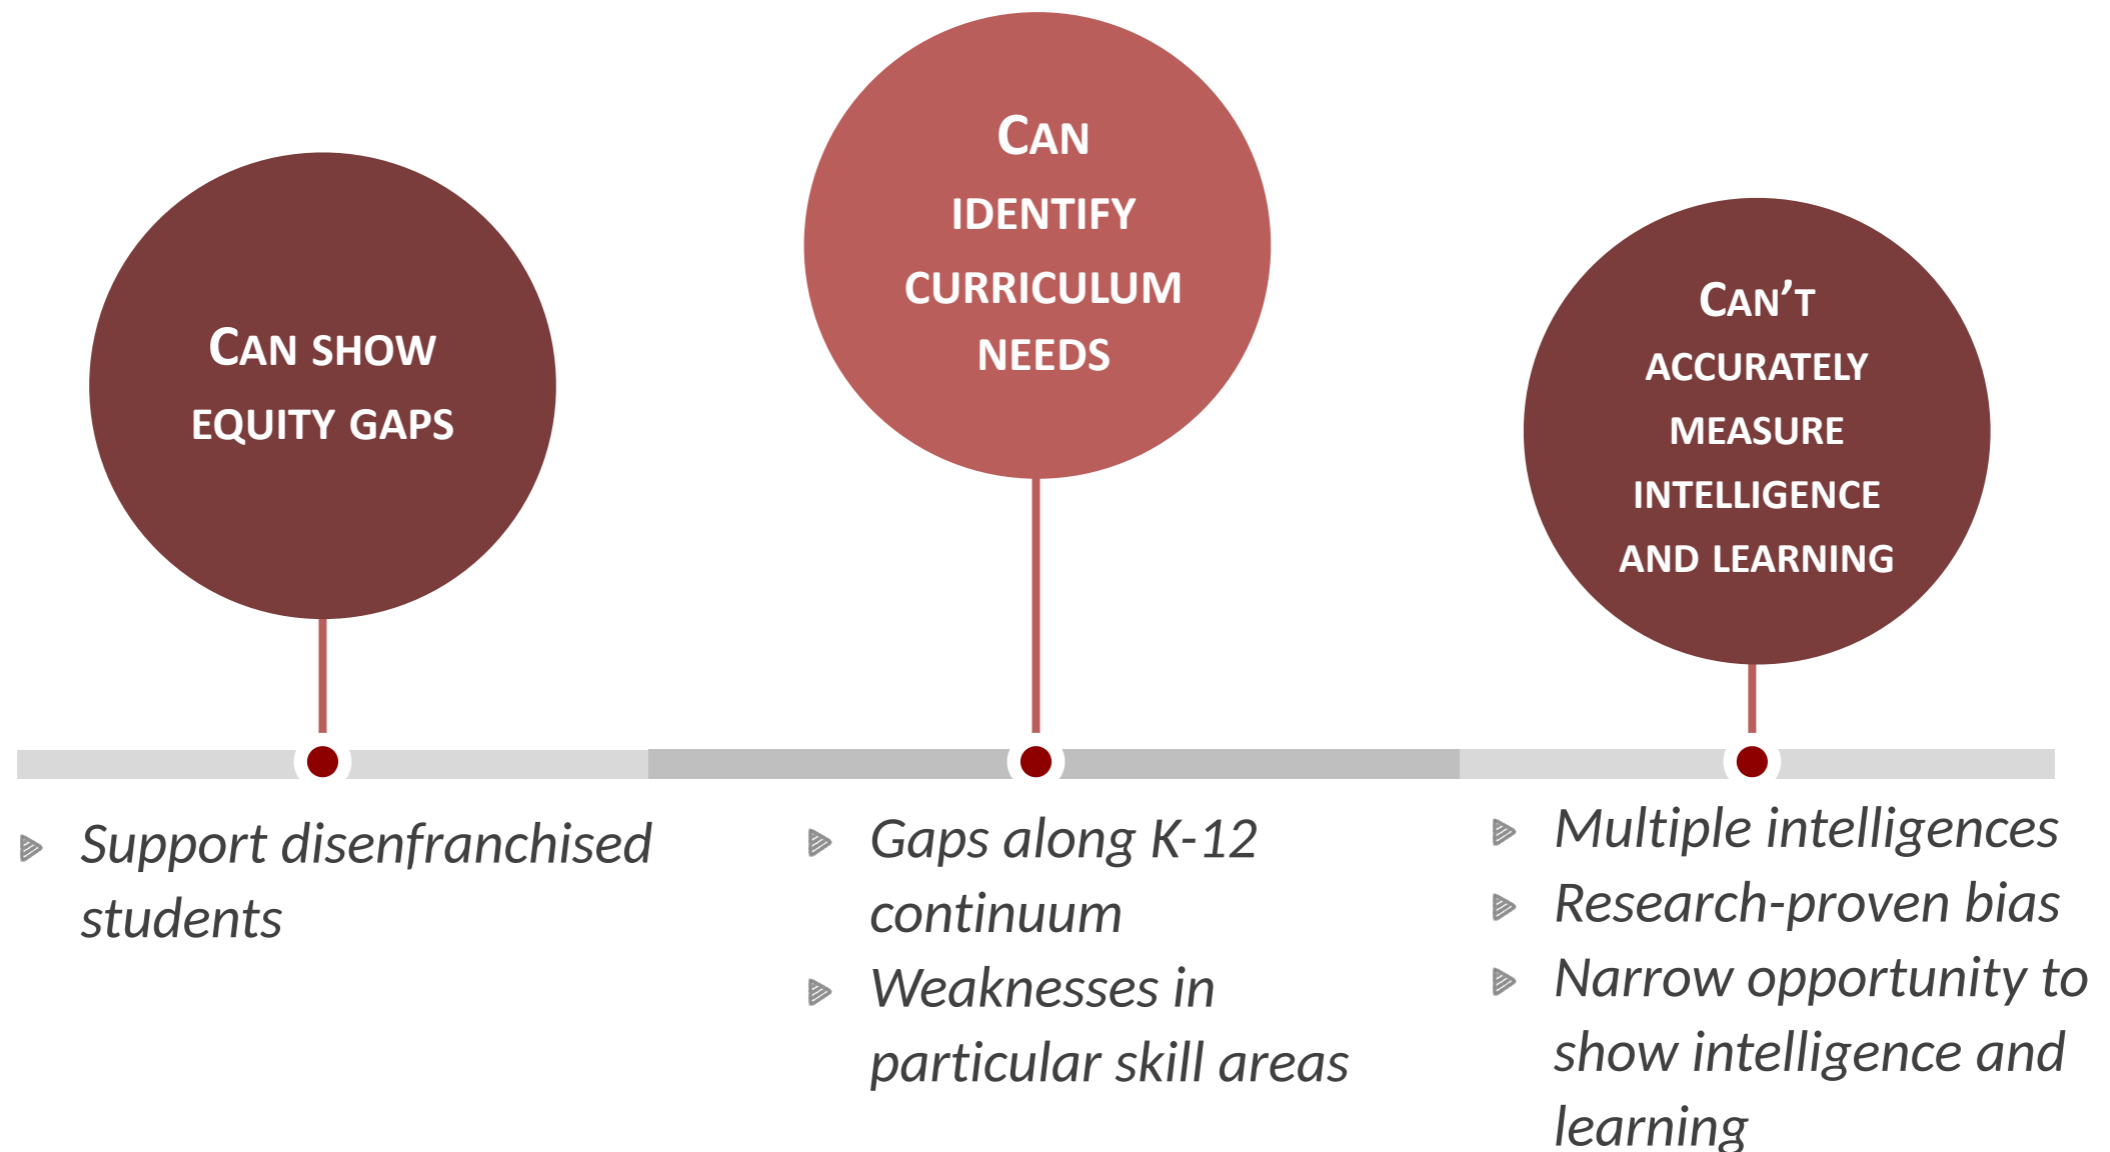 CAN SHOW
EQUITY GAPS
CAN
IDENTIFY
CURRICULUM
NEEDS
CAN’T
ACCURATELY
MEASURE
INTELLIGENCE
AND LEARNING
Support disenfranchised
students
Gaps along K-12
continuum
Weaknesses in
particular skill areas
Multiple intelligences
Research-proven bias
Narrow opportunity to
show intelligence and
learning